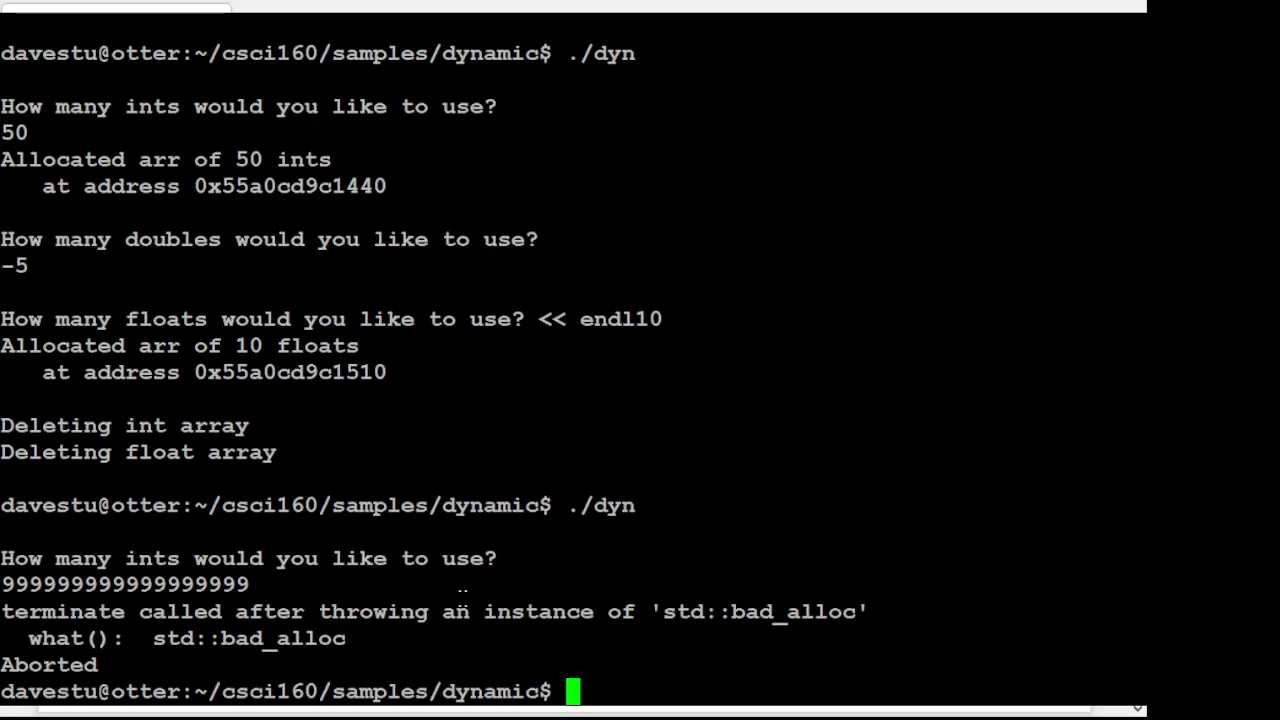 davestu@otter:~/csci160/samples/dynamic$ ./dyn
How many ints would you like to use?
50
Allocated arr of 50 ints
   at address 0x55a0cd9c1440
How many doubles would you like to use?
-5
How many floats would you like to use? << endl10
Allocated arr of 10 floats
   at address 0x55a0cd9c1510
Deleting int array
Deleting float array
davestu@otter:~/csci160/samples/dynamic$ ./dyn
How many ints would you like to use?
999999999999999999
terminate called after throwing an instance of 'std::bad_alloc'
  what():  std::bad_alloc
Aborted
davestu@otter:~/csci160/samples/dynamic$